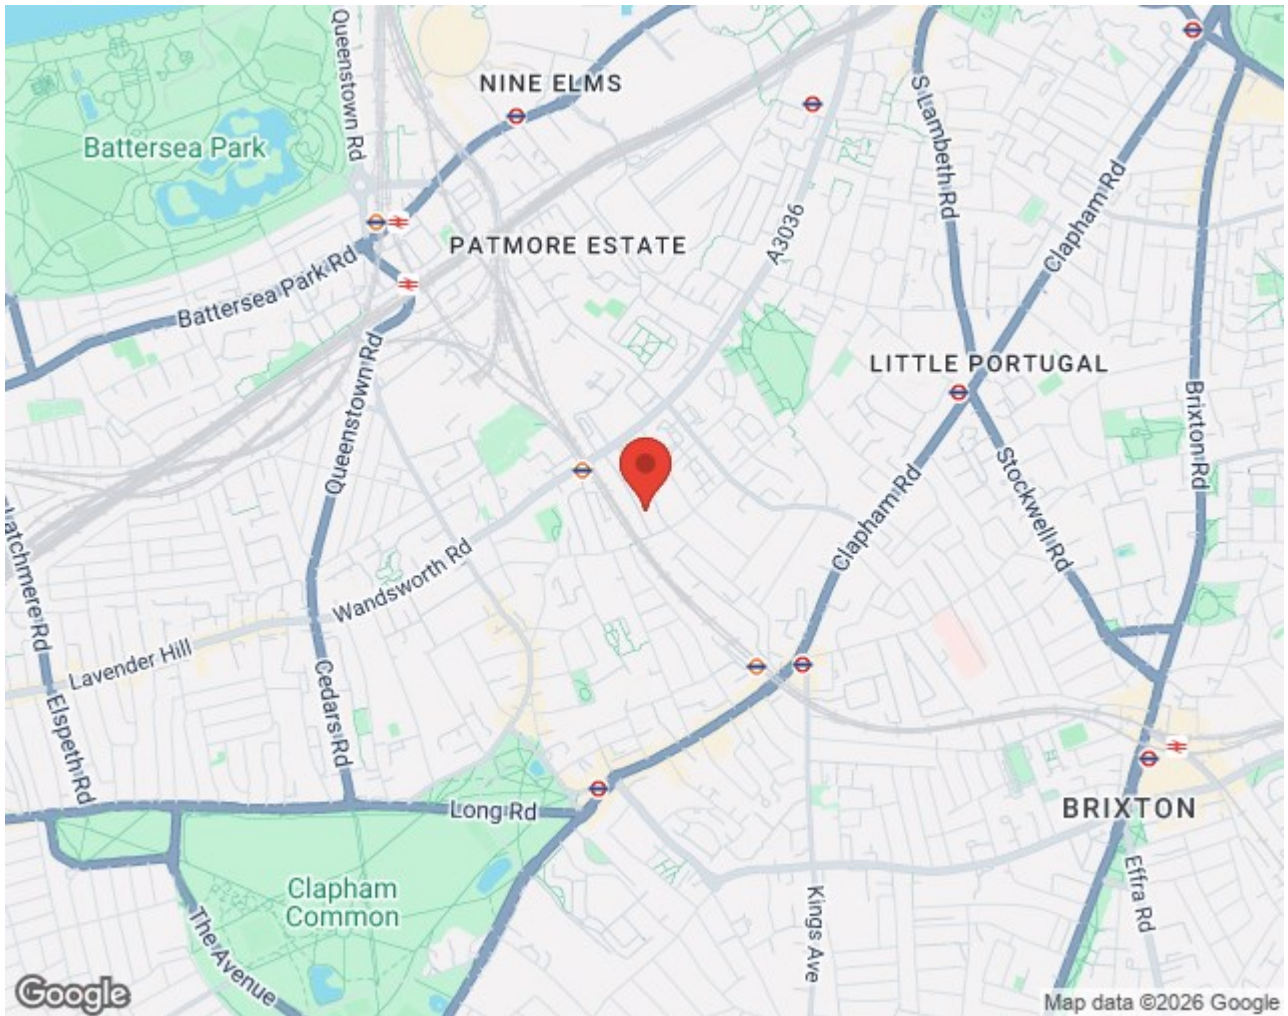 Queenstown Rd
NINE ELMS
Battersea Park
S Lambeth Rd
Clapham Rd
A3036
PATMORE ESTATE
Battersea Park Rd
LITTLE PORTUGAL
Queenstown Rd
Brixton Rd
Stockwell Rd
Clapham Rd
Wandsworth Rd
atchmere Rd
Lavender Hill
Cedars Rd
Elspeth Rd
Long Rd
BRIXTON
Clapham
Common
Effra Rd
Kings Ave
The Avenue
Google
Map data ©2026 Google